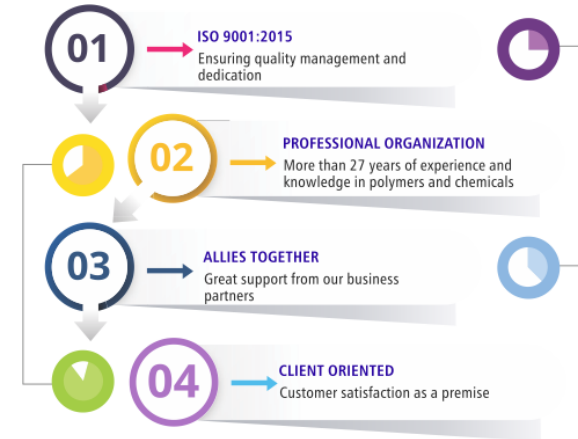 01
ISO 9001:2015
Ensuring quality management and
dedication
02
PROFESSIONAL ORGANIZATION
More than 27 years of experience and
knowledge in polymers and chemicals
03
ALLIES TOGETHER
Great support from our business
partners
04
CLIENT ORIENTED
Customer satisfaction as a premise